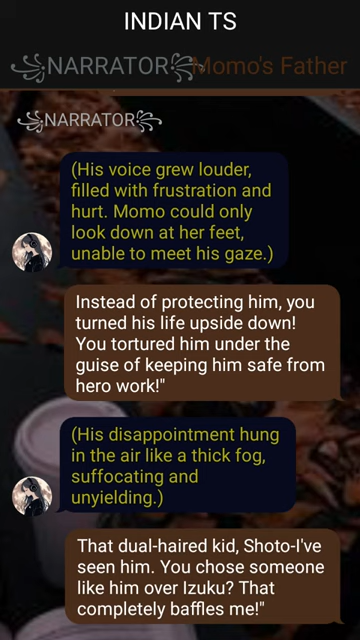 INDIAN TS
NARRATOR Momo's Father
NARRATOR
(His voice grew louder,
filled with frustration and
hurt. Momo could only
look down at her feet,
unable to meet his gaze.)
Instead of protecting him, you
turned his life upside down!
You tortured him under the
guise of keeping him safe from
hero work!"
(His disappointment hung
in the air like a thick fog,
suffocating and
unyielding.)
That dual-haired kid, Shoto-I've
seen him. You chose someone
like him over Izuku? That
completely baffles me!"